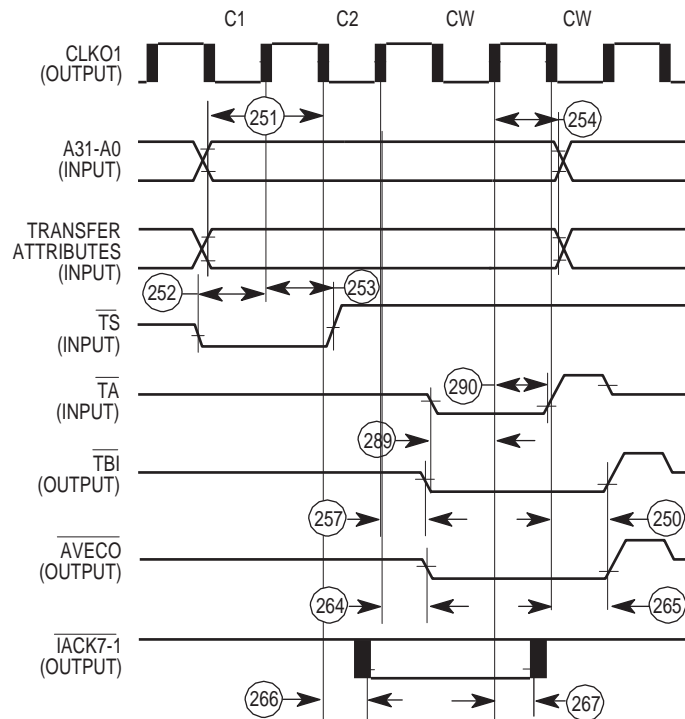 C1 C2 CW CW
CLKO1
(OUTPUT)
251
254
A31-A0
(INPUT)
TRANSFER
ATTRIBUTES
(INPUT)
252
253
TS
(INPUT)
TA
(INPUT)
290
289
TBI
(OUTPUT)
257
250
AVECO
(OUTPUT)
264
265
IACK7-1
(OUTPUT)
266
267